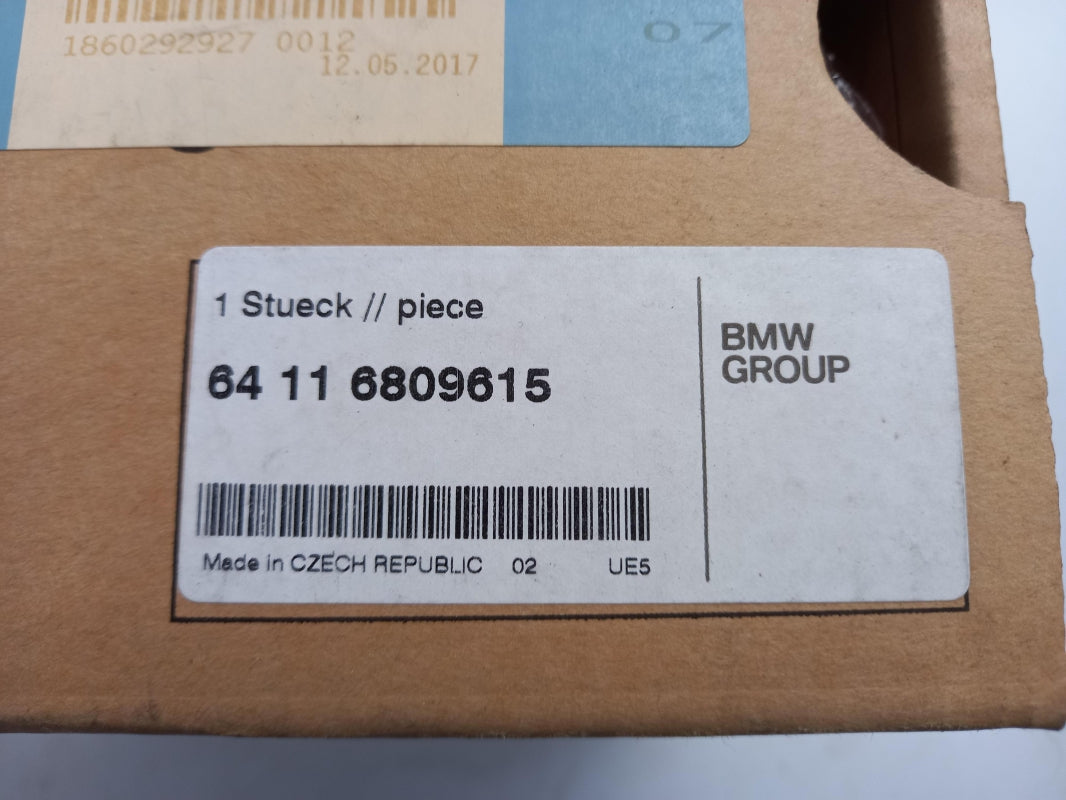 1860292927 0012
12.05.2017
07
1 Stueck // piece
64 11 6809615
Made in CZECH REPUBLIC 02 UE5
BMW
GROUP